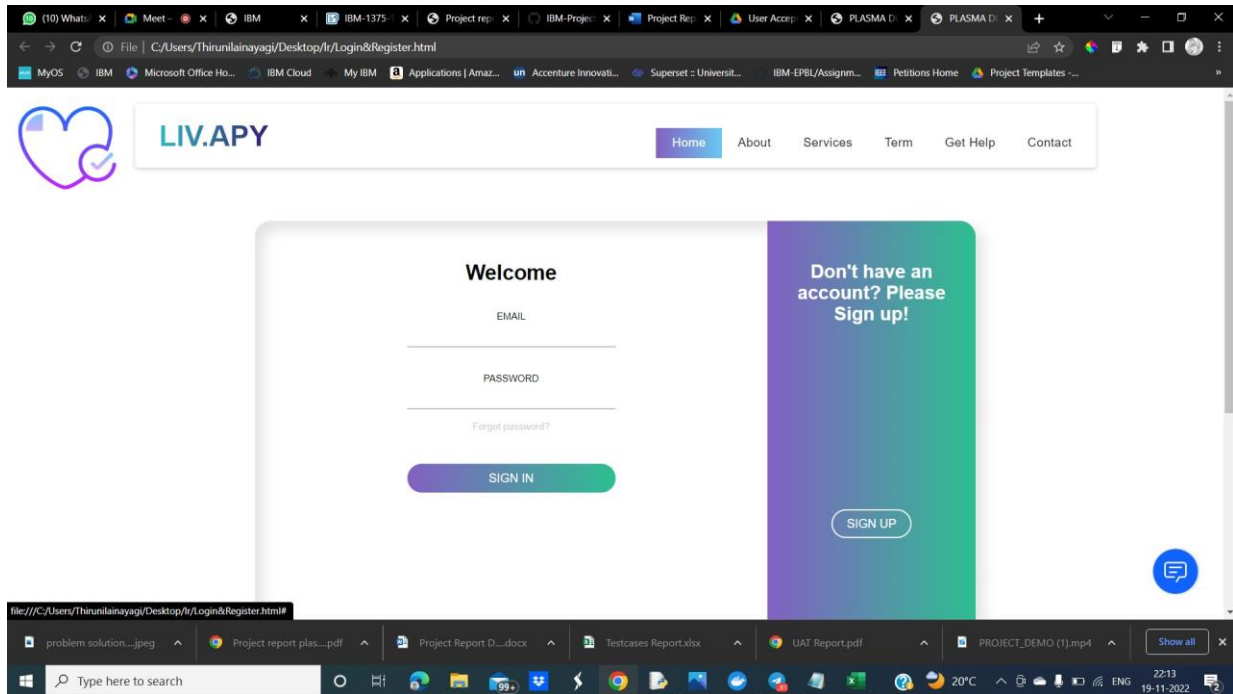 (10) Whats
Meet –
IBM
IBM-1375
Project rep
IBM-Projec
Project Rep
User Accep
PLASMA D
PLASMA D
File | C:/Users/Thirunilainayagi/Desktop/lr/Login&Register.html
MyOS IBM Microsoft Office Ho... IBM Cloud My IBM Applications | Amaz... Accenture Innovati... Superset :: Universit... IBM-EPBL/Assignm... Petitions Home Project Templates -... »
LIV.APY
Home About Services Term Get Help Contact
Welcome
EMAIL
PASSWORD
Forgot password?
SIGN IN
Don't have an
account? Please
Sign up!
SIGN UP
file:///C:/Users/Thirunilainayagi/Desktop/lr/Login&Register.html#
problem solution....jpeg Project report plas....pdf Project Report D....docx Testcases Report.xlsx UAT Report.pdf PROJECT_DEMO (1).mp4 Show all
Type here to search 99+ 20°C ENG 22:13
19-11-2022 2